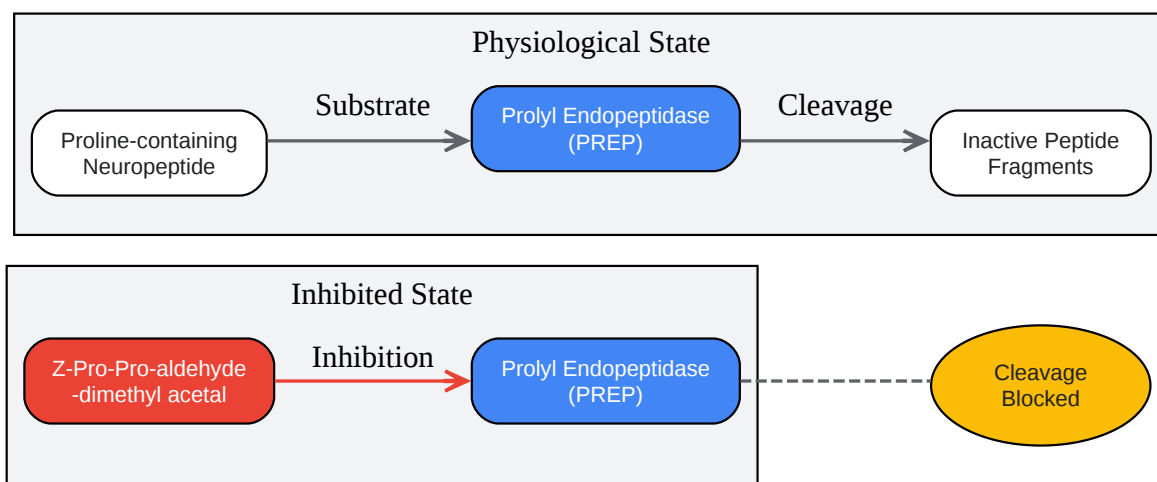 Physiological State
Substrate
Cleavage
Proline-containing
Neuropeptide
Prolyl Endopeptidase
(PREP)
Inactive Peptide
Fragments
Inhibited State
Inhibition
Z-Pro-Pro-aldehyde
-dimethyl acetal
Prolyl Endopeptidase
(PREP)
Cleavage
Blocked